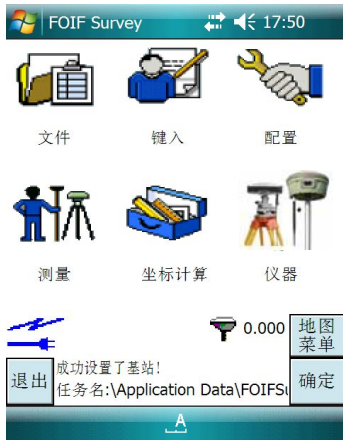 FOIF Survey 17:50
文件 键入 配置
测量 坐标计算 仪器
0.000 地图
菜单
退出 成功设置了基站! 确定
任务名:\Application Data\FOIFSu
A